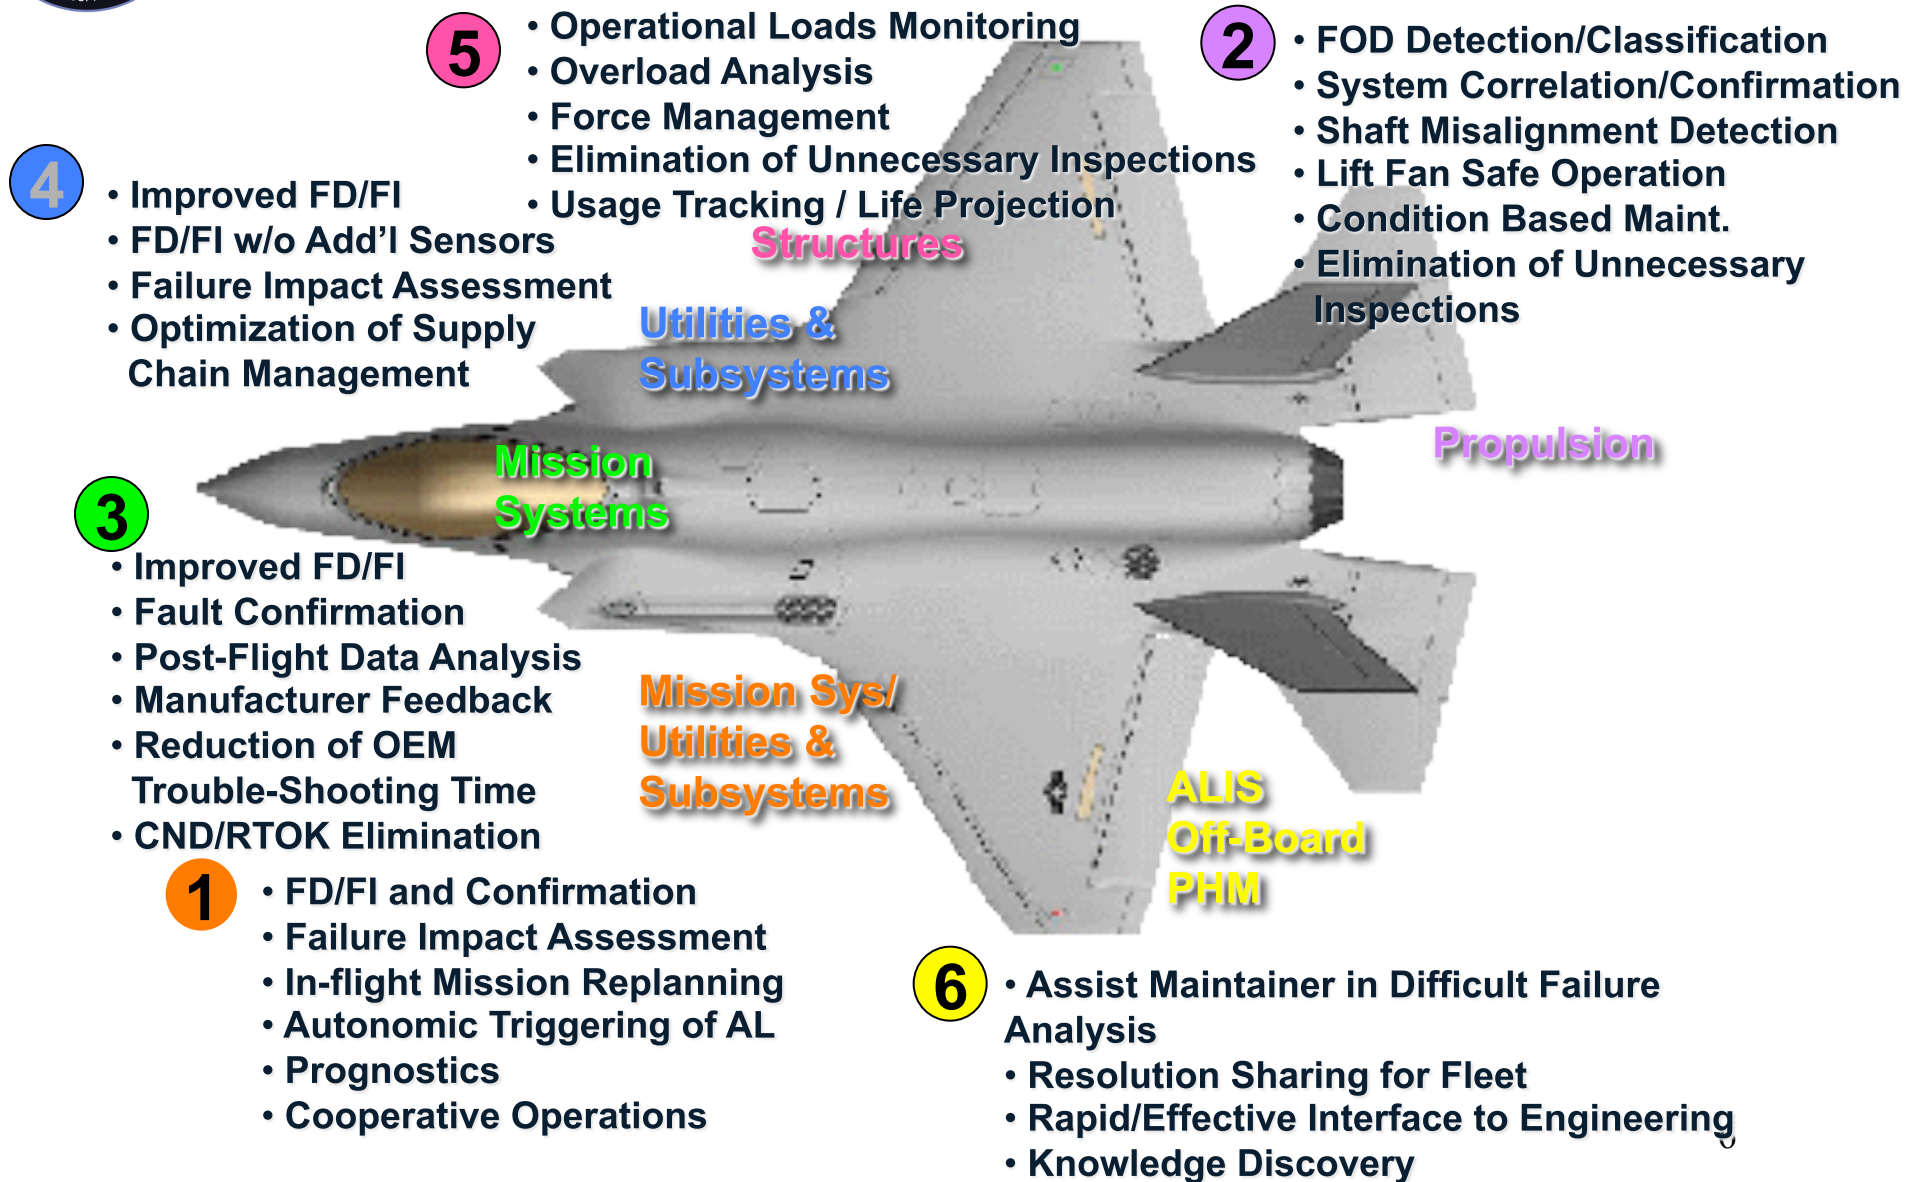 5
• Operational Loads Monitoring
• Overload Analysis
• Force Management
• Elimination of Unnecessary Inspections
• Usage Tracking / Life Projection
Structures
2
• FOD Detection/Classification
• System Correlation/Confirmation
• Shaft Misalignment Detection
• Lift Fan Safe Operation
• Condition Based Maint.
• Elimination of Unnecessary
Inspections
Propulsion
4
• Improved FD/FI
• FD/FI w/o Add’l Sensors
• Failure Impact Assessment
• Optimization of Supply
Chain Management
Utilities &
Subsystems
Mission
Systems
3
• Improved FD/FI
• Fault Confirmation
• Post-Flight Data Analysis
• Manufacturer Feedback
• Reduction of OEM
Trouble-Shooting Time
• CND/RTOK Elimination
Mission Sys/
Utilities &
Subsystems
ALIS
Off-Board
PHM
1
• FD/FI and Confirmation
• Failure Impact Assessment
• In-flight Mission Replanning
• Autonomic Triggering of AL
• Prognostics
• Cooperative Operations
6
• Assist Maintainer in Difficult Failure
Analysis
• Resolution Sharing for Fleet
• Rapid/Effective Interface to Engineering
• Knowledge Discovery